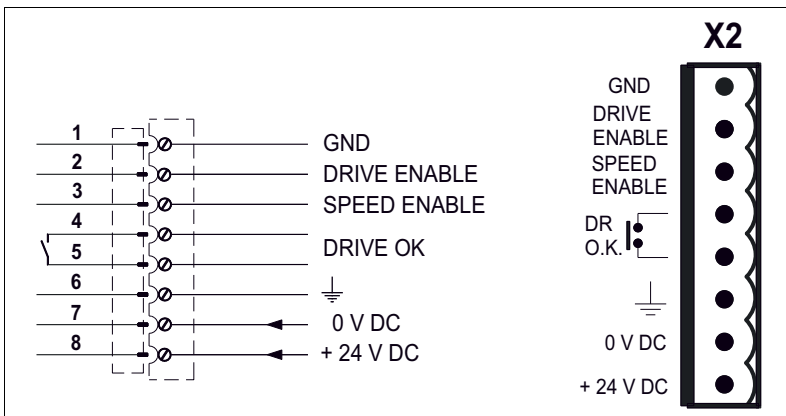 X2
1
GND
2
DRIVE ENABLE
3
SPEED ENABLE
4
DRIVE OK
5
6
7
0 V DC
8
+ 24 V DC
GND
DRIVE
ENABLE
SPEED
ENABLE
DR
O.K.
0 V DC
+ 24 V DC